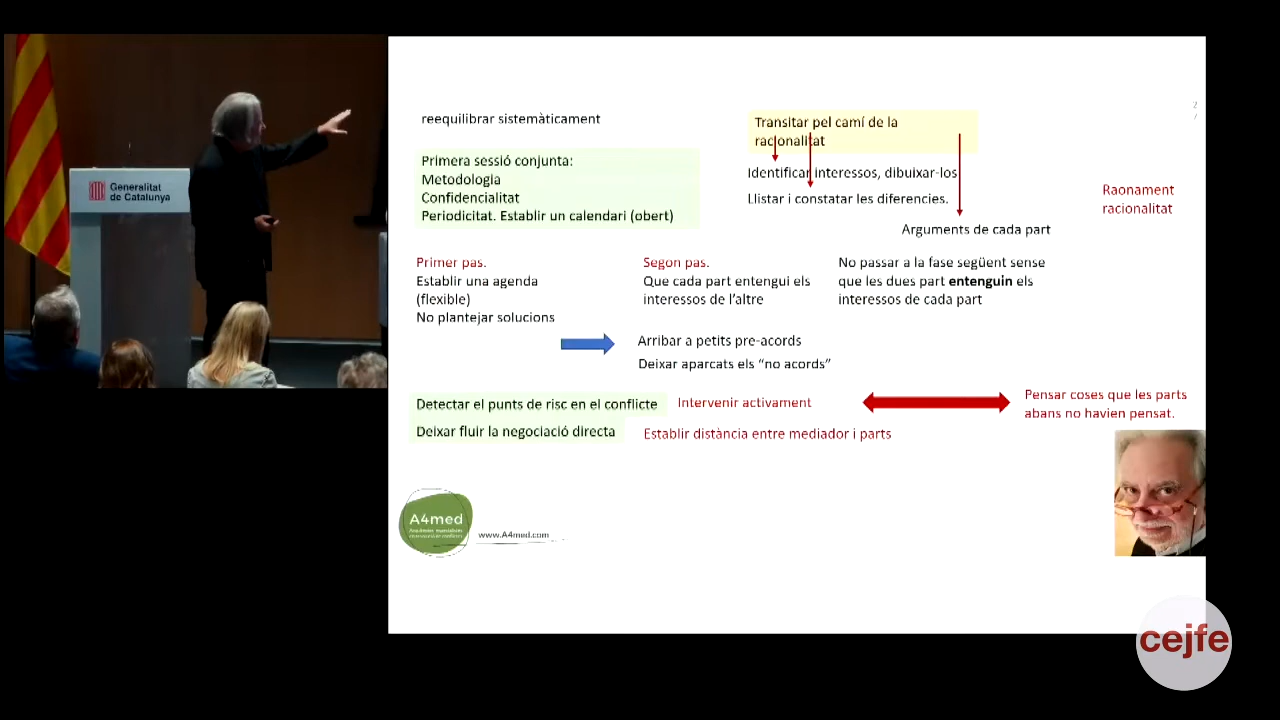 Generalitat
de Catalunya
reequilibrar sistemàticament
Primera sessió conjunta:
Metodologia
Confidencialitat
Periodicitat. Establir un calendari (obert)
Transitar pel camí de la
racionalitat
Identificar interessos, dibuixar-los
Llistar i constatar les diferencies.
Arguments de cada part
Raonament
racionalitat
2
7
Primer pas.
Establir una agenda
(flexible)
No plantejar solucions
Segon pas.
Que cada part entengui els
interessos de l’altre
No passar a la fase següent sense
que les dues part entenguin els
interessos de cada part
Arribar a petits pre-acords
Deixar aparcats els “no acords”
Detectar el punts de risc en el conflicte
Intervenir activament
Pensar coses que les parts
abans no havien pensat.
Deixar fluir la negociació directa
Establir distància entre mediador i parts
A4med
www.A4med.com
cejfe